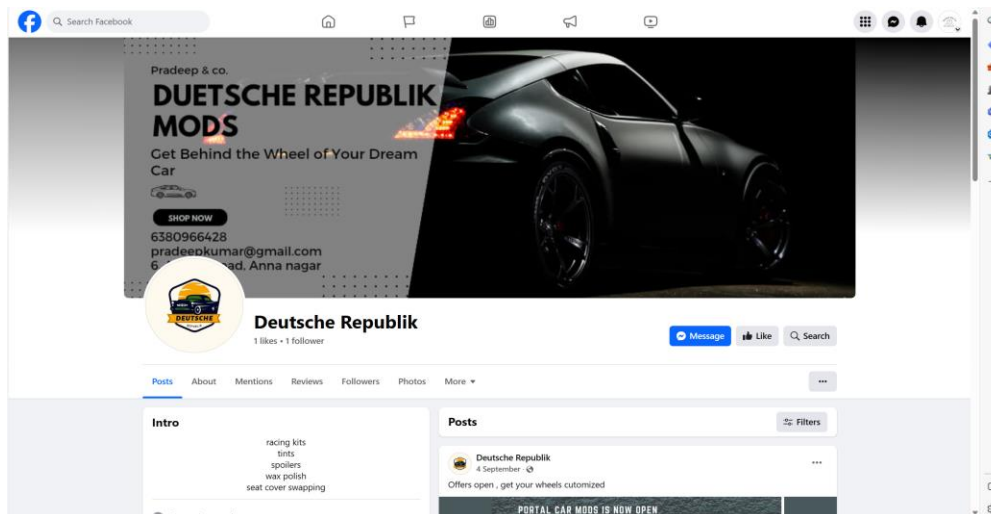 Search Facebook
Pradeep & co.
DUETSCHE REPUBLIK
MODS
Get Behind the Wheel of Your Dream
Car
SHOP NOW
6380966428
pradeepkumar@gmail.com
6, ad, Anna nagar
DEUTSCHE
Deutsche Republik
1 likes • 1 follower
Message
Like
Search
Posts About Mentions Reviews Followers Photos More
Intro
racing kits
tints
spoilers
wax polish
seat cover swapping
Posts
Filters
Deutsche Republik
4 September
Offers open , get your wheels cutomized
PORTAL CAR MODS IS NOW OPEN